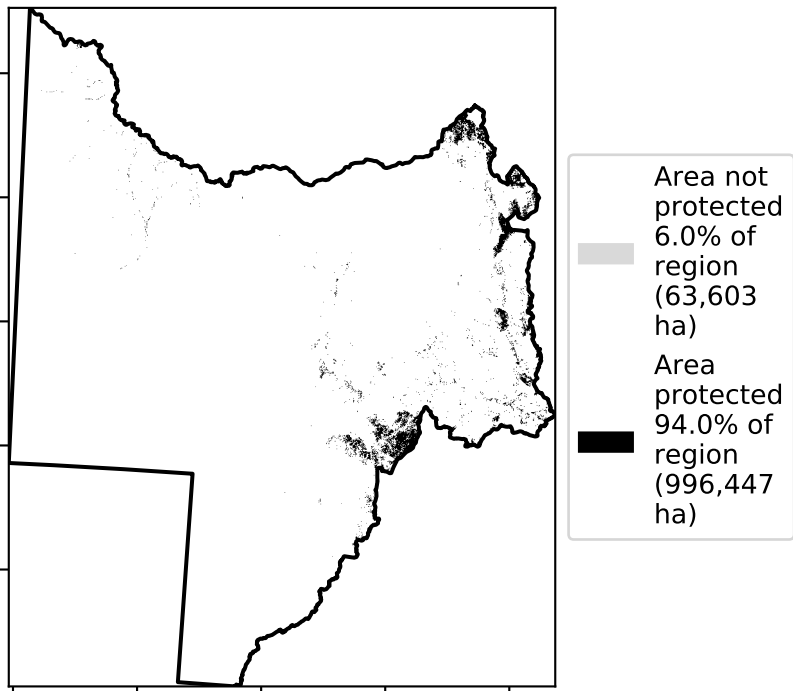 Area not
protected
6.0% of
region
(63,603
ha)
Area
protected
94.0% of
region
(996,447
ha)